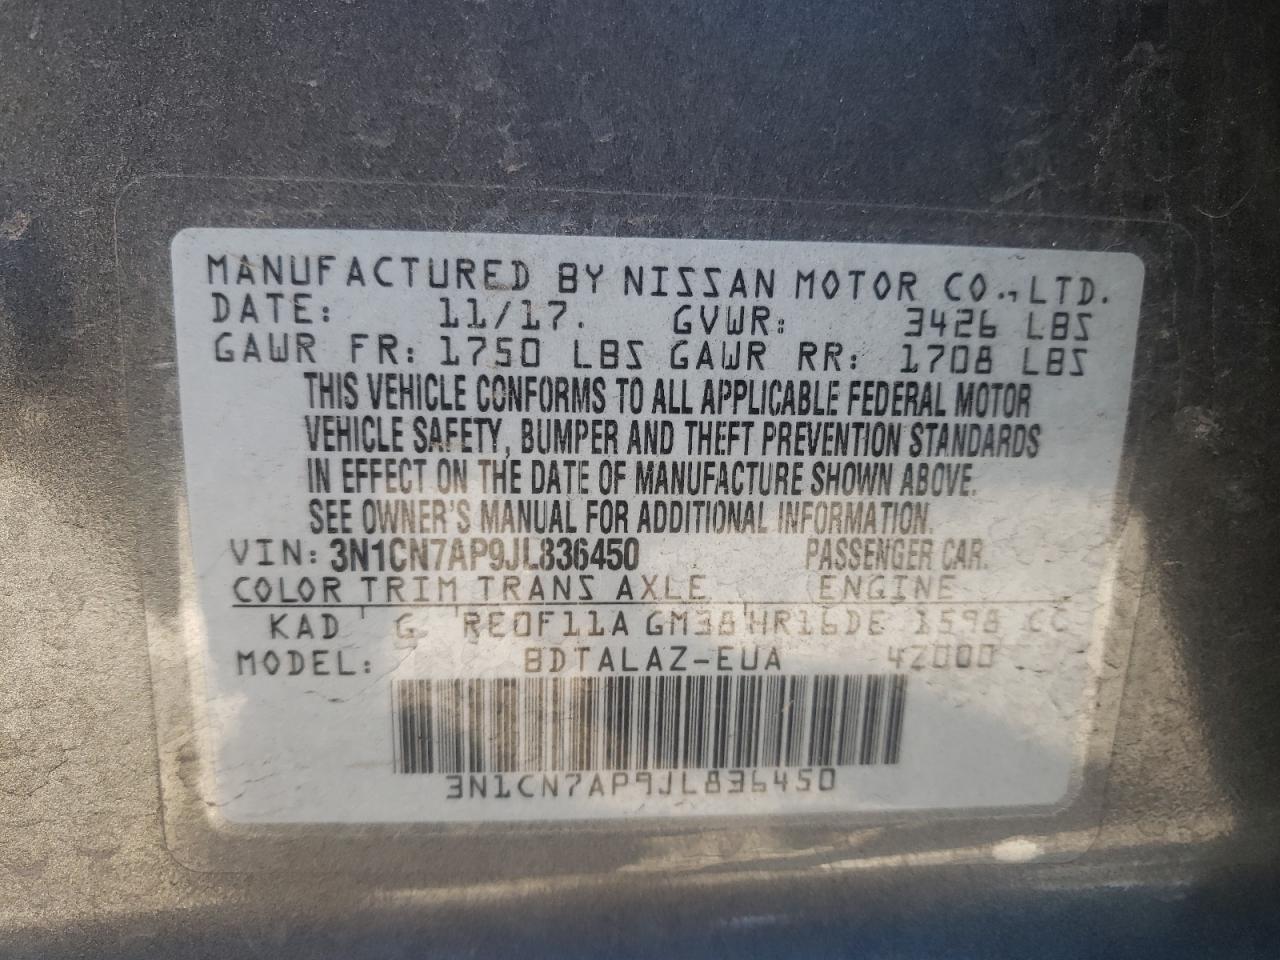 MANUFACTURED BY NISSAN MOTOR CO., LTD.
DATE: 11/17. GVWR: 3426 LBS
GAWR FR: 1750 LBS GAWR RR: 1708 LBS
THIS VEHICLE CONFORMS TO ALL APPLICABLE FEDERAL MOTOR
VEHICLE SAFETY, BUMPER AND THEFT PREVENTION STANDARDS
IN EFFECT ON THE DATE OF MANUFACTURE SHOWN ABOVE.
SEE OWNER'S MANUAL FOR ADDITIONAL INFORMATION.
VIN: 3N1CN7AP9JL836450 PASSENGER CAR.
COLOR TRIM TRANS AXLE ENGINE
KAD G RE0F11A GM38 HR16DE 1598 CC
MODEL: BDTALAZ-EUA 42000
3N1CN7AP9JL836450